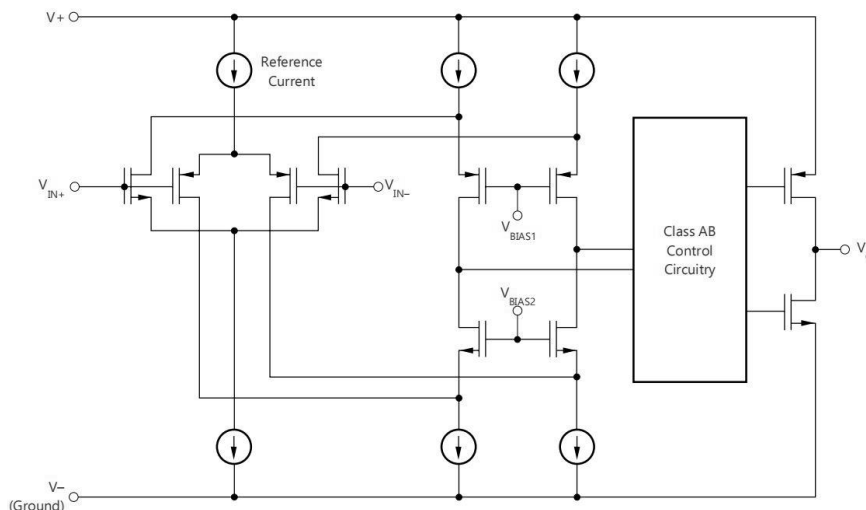 V+
Reference
Current
VIN+
VIN–
VBIAS1
VBIAS2
Class AB
Control
Circuitry
V
V–
(Ground)